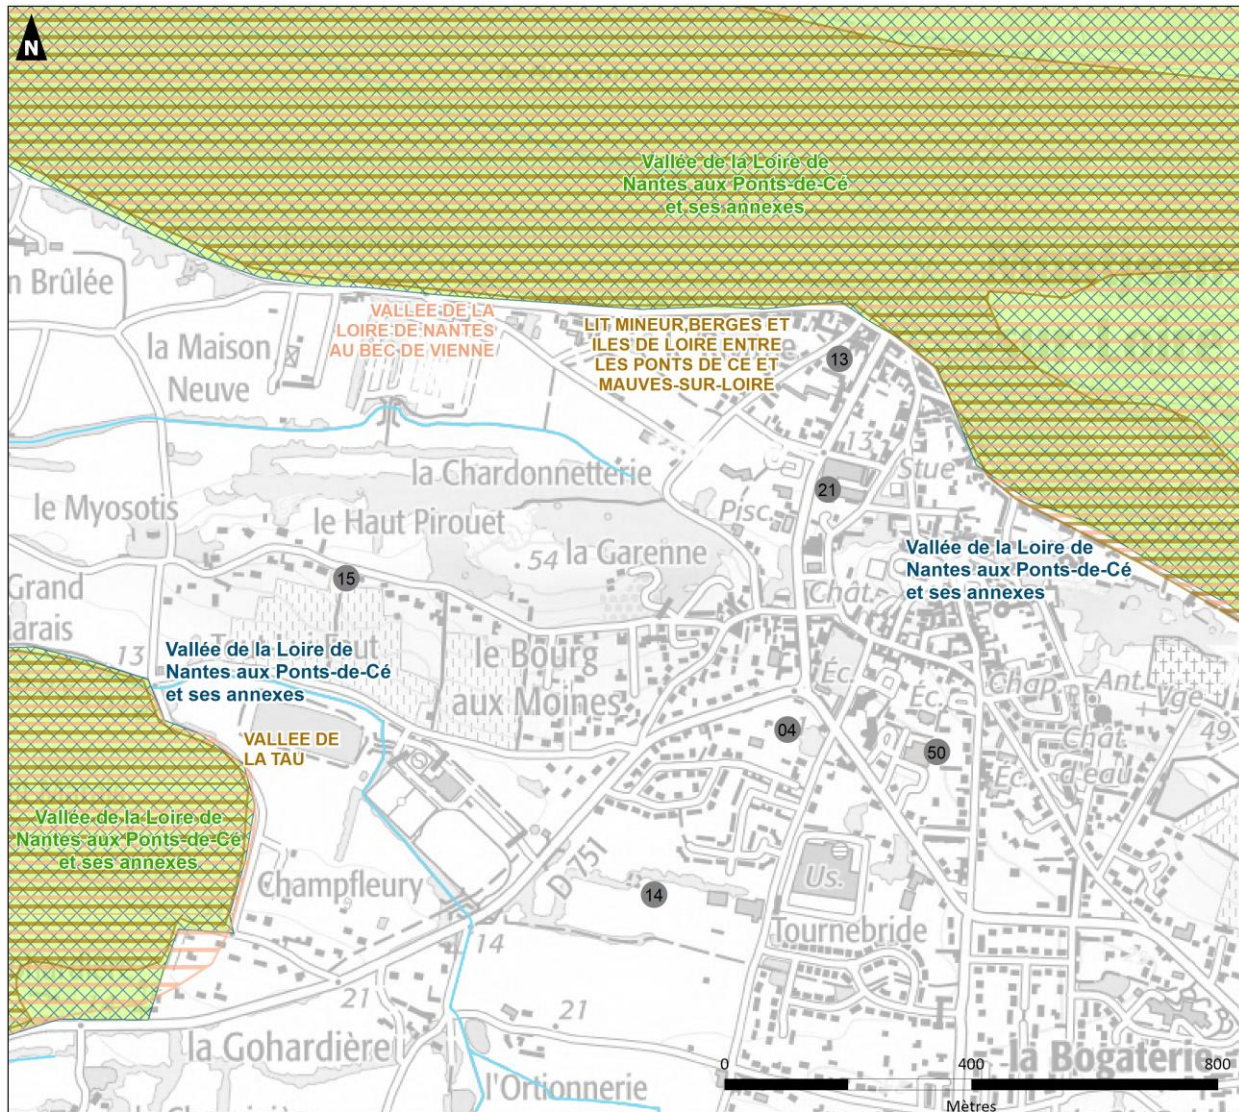 N
Vallée de la Loire de
Nantes aux Ponts-de-Cé
et ses annexes
n Brûlée
VALLEE DE LA
LOIRE DE NANTES
AU BEC DE VIENNE
LIT MINEUR,BERGES ET
ILES DE LOIRE ENTRE
LES PONTS DE CE ET
MAUVES-SUR-LOIRE
la Maison
Neuve
13
13
la Chardonnetterie
Stue
21
le Myosotis
le Haut Pirouet
Pisc.
54
la Garenne
Vallée de la Loire de
Nantes aux Ponts-de-Cé
et ses annexes
15
Grand
arais
Chât.
13
Vallée de la Loire de
Nantes aux Ponts-de-Cé
et ses annexes
le Bourg
aux Moines
Éc.
Éc.
Chap.
Ant.
Vge
49
VALLEE DE
LA TAU
04
50
Éc.
Chât.
d'eau
Vallée de la Loire de
Nantes aux Ponts-de-Cé
et ses annexes
Champfleury
D 751
14
Us.
Tournebride
14
21
21
la Gohardière
l'Ortionnerie
la Bogaterie
0
400
800
Mètres